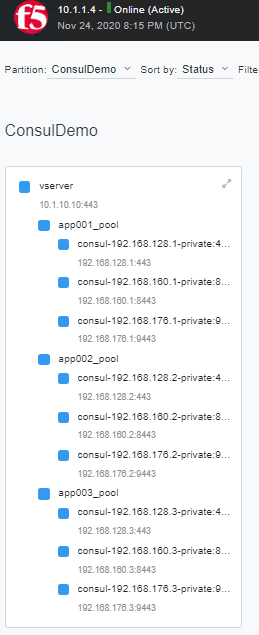 f5
10.1.1.4 - Online (Active)
Nov 24, 2020 8:15 PM (UTC)
Partition: ConsulDemo Sort by: Status Filte
ConsulDemo
vserver
10.1.10.10:443
app001_pool
consul-192.168.128.1-private:4...
192.168.128.1:443
consul-192.168.160.1-private:8...
192.168.160.1:8443
consul-192.168.176.1-private:9...
192.168.176.1:9443
app002_pool
consul-192.168.128.2-private:4...
192.168.128.2:443
consul-192.168.160.2-private:8...
192.168.160.2:8443
consul-192.168.176.2-private:9...
192.168.176.2:9443
app003_pool
consul-192.168.128.3-private:4...
192.168.128.3:443
consul-192.168.160.3-private:8...
192.168.160.3:8443
consul-192.168.176.3-private:9...
192.168.176.3:9443